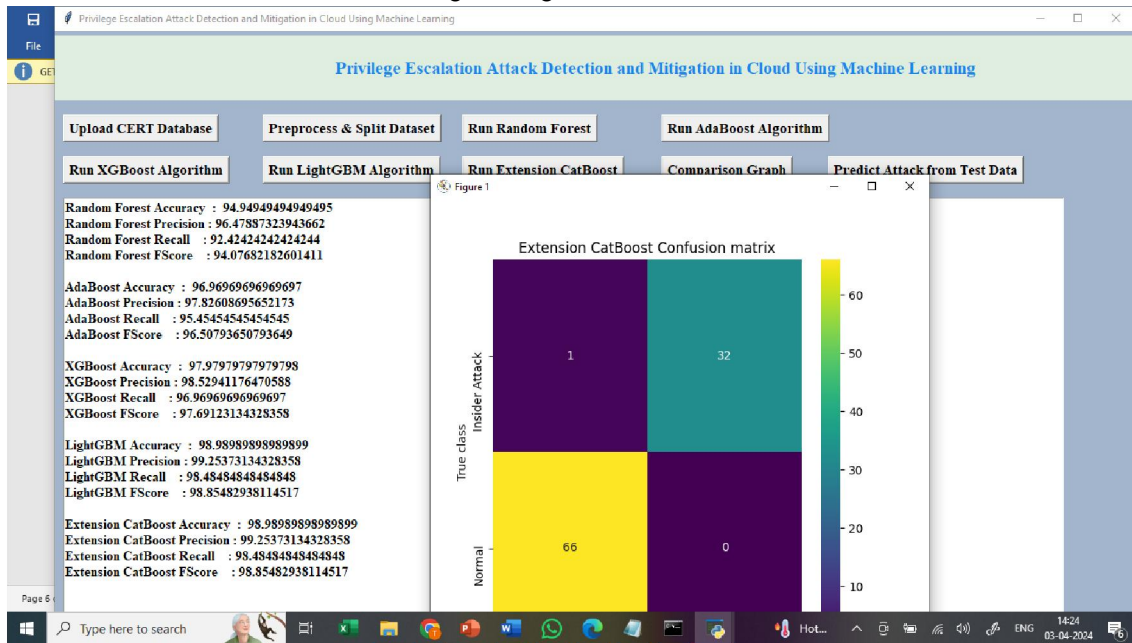 Privilege Escalation Attack Detection and Mitigation in Cloud Using Machine Learning
File
GE
Privilege Escalation Attack Detection and Mitigation in Cloud Using Machine Learning
Upload CERT Database Preprocess & Split Dataset Run Random Forest Run AdaBoost Algorithm
Run XGBoost Algorithm Run LightGBM Algorithm Run Extension CatBoost Comparison Graph Predict Attack from Test Data
Random Forest Accuracy : 94.94949494949495
Random Forest Precision : 96.47887323943662
Random Forest Recall : 92.42424242424244
Random Forest FScore : 94.07682182601411
AdaBoost Accuracy : 96.96969696969697
AdaBoost Precision : 97.82608695652173
AdaBoost Recall : 95.45454545454545
AdaBoost FScore : 96.50793650793649
XGBoost Accuracy : 97.97979797979798
XGBoost Precision : 98.52941176470588
XGBoost Recall : 96.96969696969697
XGBoost FScore : 97.69123134328358
LightGBM Accuracy : 98.98989898989899
LightGBM Precision : 99.25373134328358
LightGBM Recall : 98.48484848484848
LightGBM FScore : 98.85482938114517
Extension CatBoost Accuracy : 98.98989898989899
Extension CatBoost Precision : 99.25373134328358
Extension CatBoost Recall : 98.48484848484848
Extension CatBoost FScore : 98.85482938114517
Figure 1
Extension CatBoost Confusion matrix
True class
Insider Attack
Normal
1 32
66 0
60
50
40
30
20
10
Page 6
Type here to search
Hot...
ENG
14:24
03-04-2024